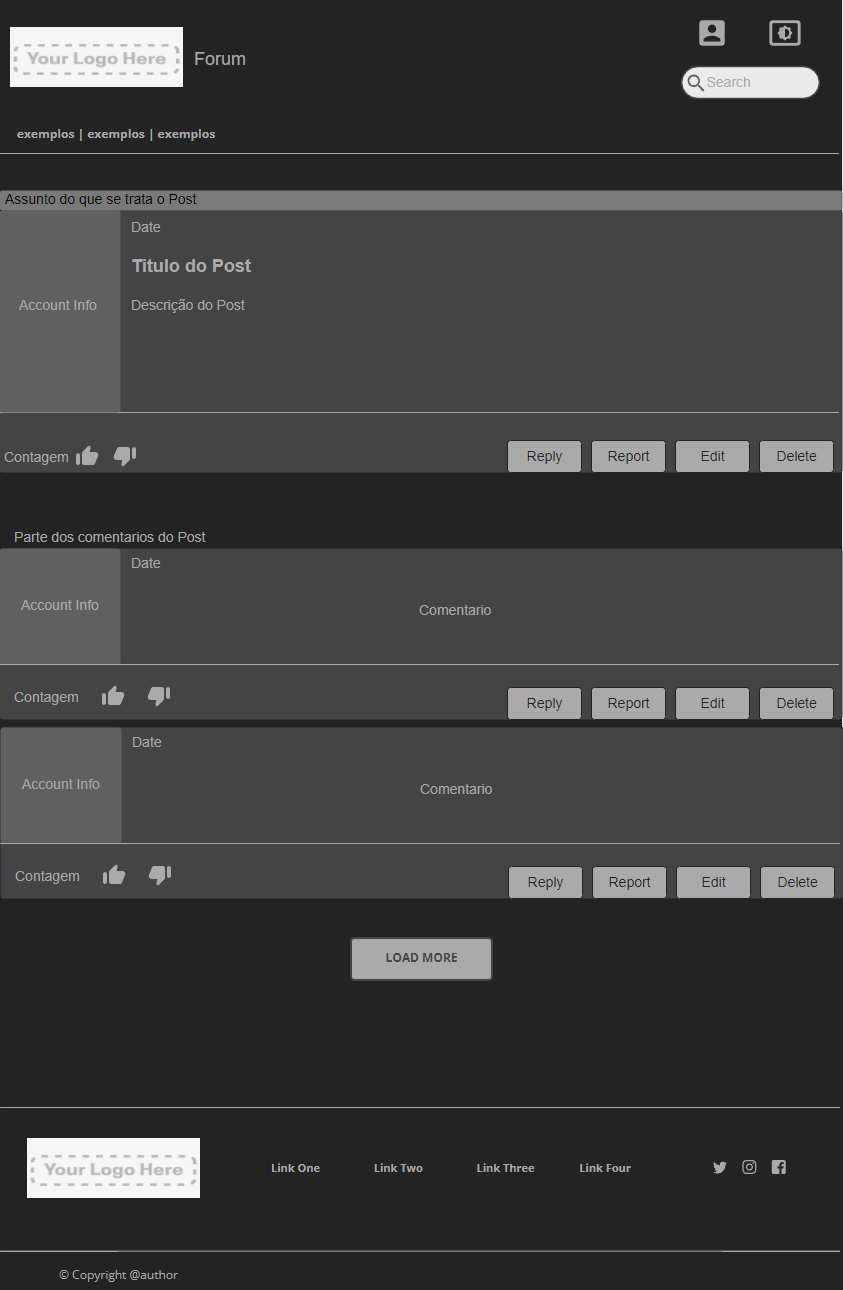 Your Logo Here
Forum
Search
exemplos | exemplos | exemplos
Assunto do que se trata o Post
Date
Titulo do Post
Account Info
Descrição do Post
Contagem
Reply
Report
Edit
Delete
Parte dos comentarios do Post
Date
Account Info
Comentario
Contagem
Reply
Report
Edit
Delete
Date
Account Info
Comentario
Contagem
Reply
Report
Edit
Delete
LOAD MORE
Your Logo Here
Link One
Link Two
Link Three
Link Four
© Copyright @author